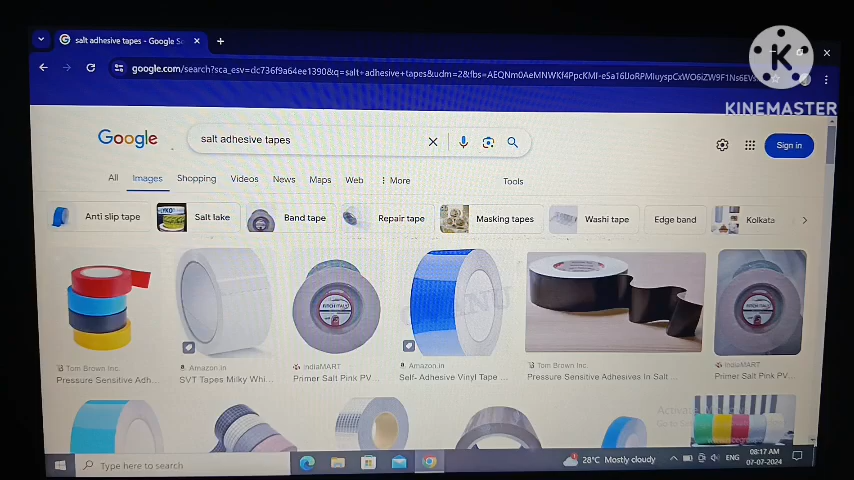 salt adhesive tapes - Google Se
google.com/search?sca_esv=dc736f9a64ee1390&q=salt+adhesive+tapes&udm=2&fbs=
K
KINEMASTER
Google
salt adhesive tapes
Sign in
All Images Shopping Videos News Maps Web : More Tools
Anti slip tape Salt lake Band tape Repair tape Masking tapes Washi tape Edge band Kolkata
Tom Brown Inc. Amazon.in IndiaMART Amazon.in Tom Brown Inc. IndiaMART
Pressure Sensitive Adh... SVT Tapes Milky Whi... Primer Salt Pink PV... Self- Adhesive Vinyl Tape ... Pressure Sensitive Adhesives In Salt ... Primer Salt Pink PV...
Type here to search
28°C Mostly cloudy
ENG
08:17 AM
07-07-2024